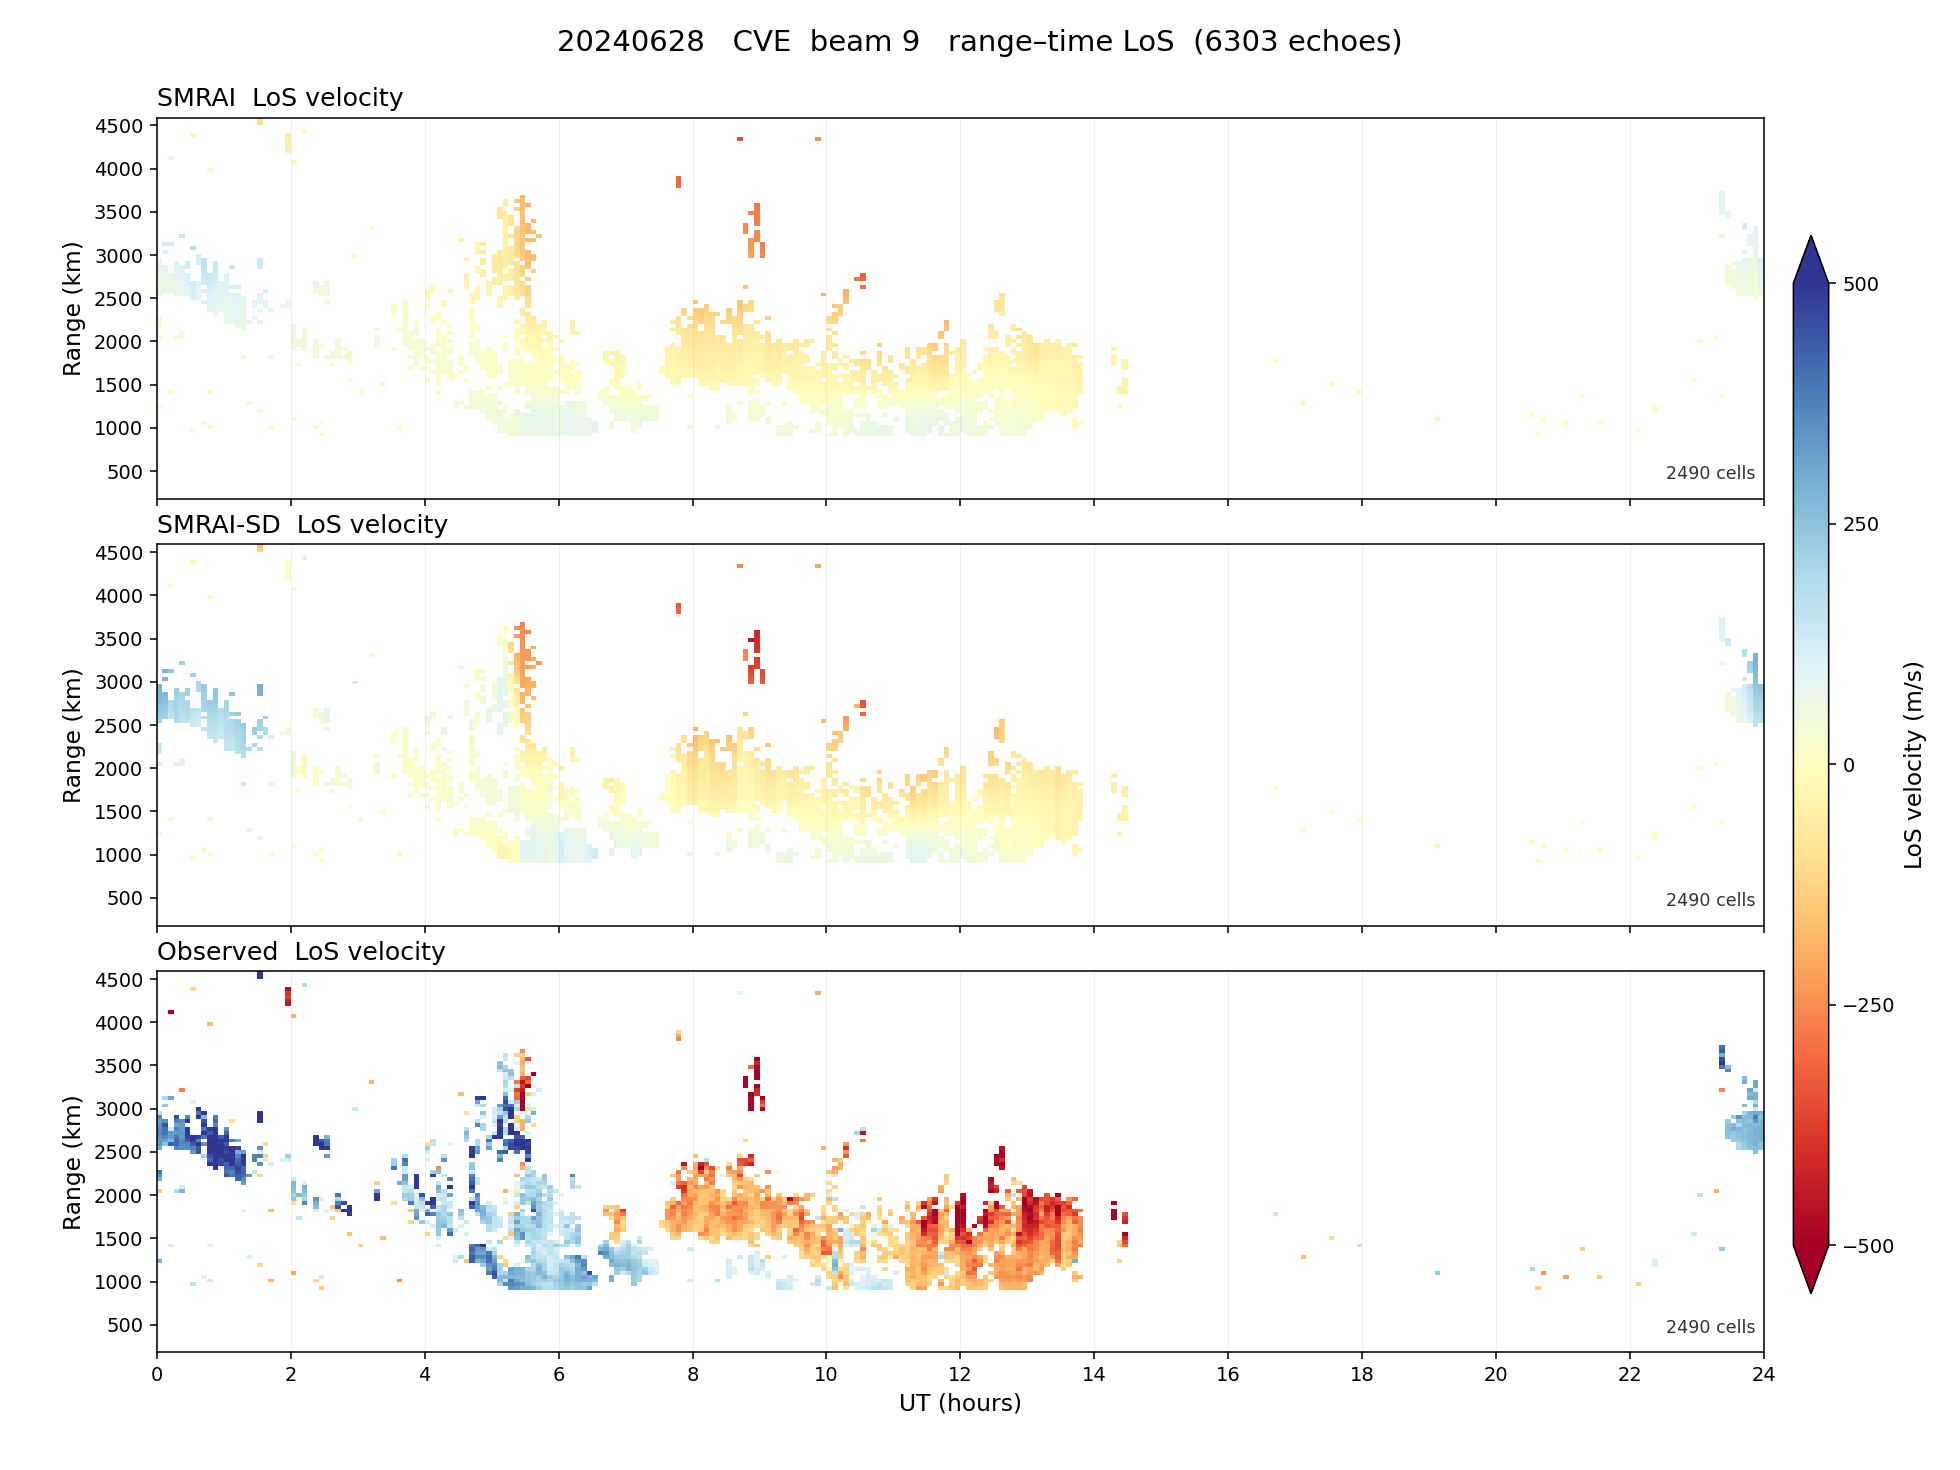 20240628   CVE  beam 9   range–time LoS  (6303 echoes)
SMRAI  LoS velocity
4500
4000
3500
3000
2500
2000
1500
1000
500
Range (km)
2490 cells
SMRAI-SD  LoS velocity
4500
4000
3500
3000
2500
2000
1500
1000
500
Range (km)
2490 cells
Observed  LoS velocity
4500
4000
3500
3000
2500
2000
1500
1000
500
Range (km)
2490 cells
0 2 4 6 8 10 12 14 16 18 20 22 24
UT (hours)
500
250
0
−250
−500
LoS velocity (m/s)